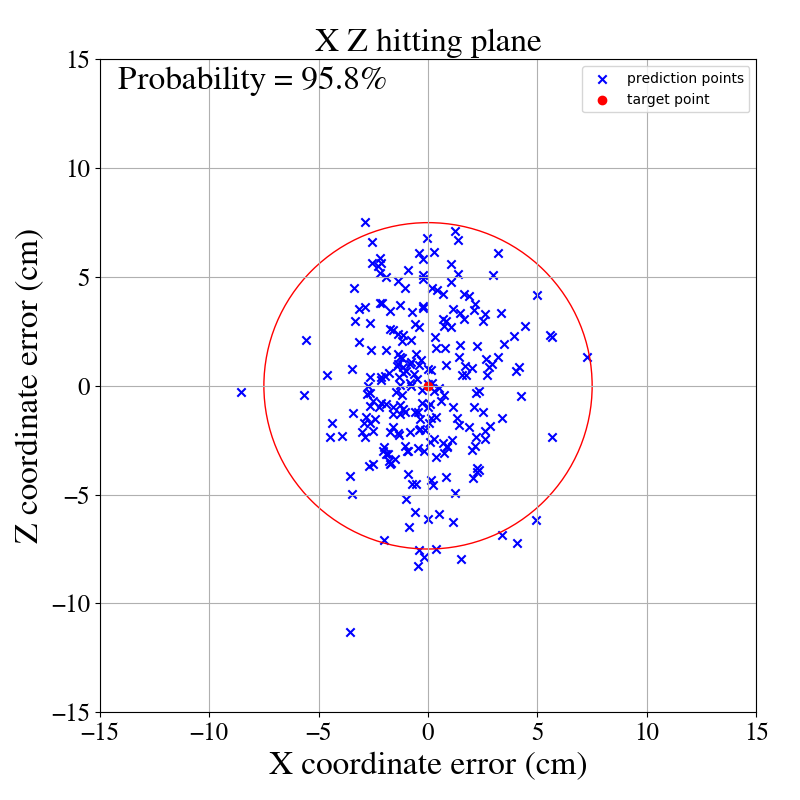 X Z hitting plane
Probability = 95.8%
prediction points
target point
Z coordinate error (cm)
15
10
5
0
−5
−10
−15
−15
−10
−5
0
5
10
15
X coordinate error (cm)